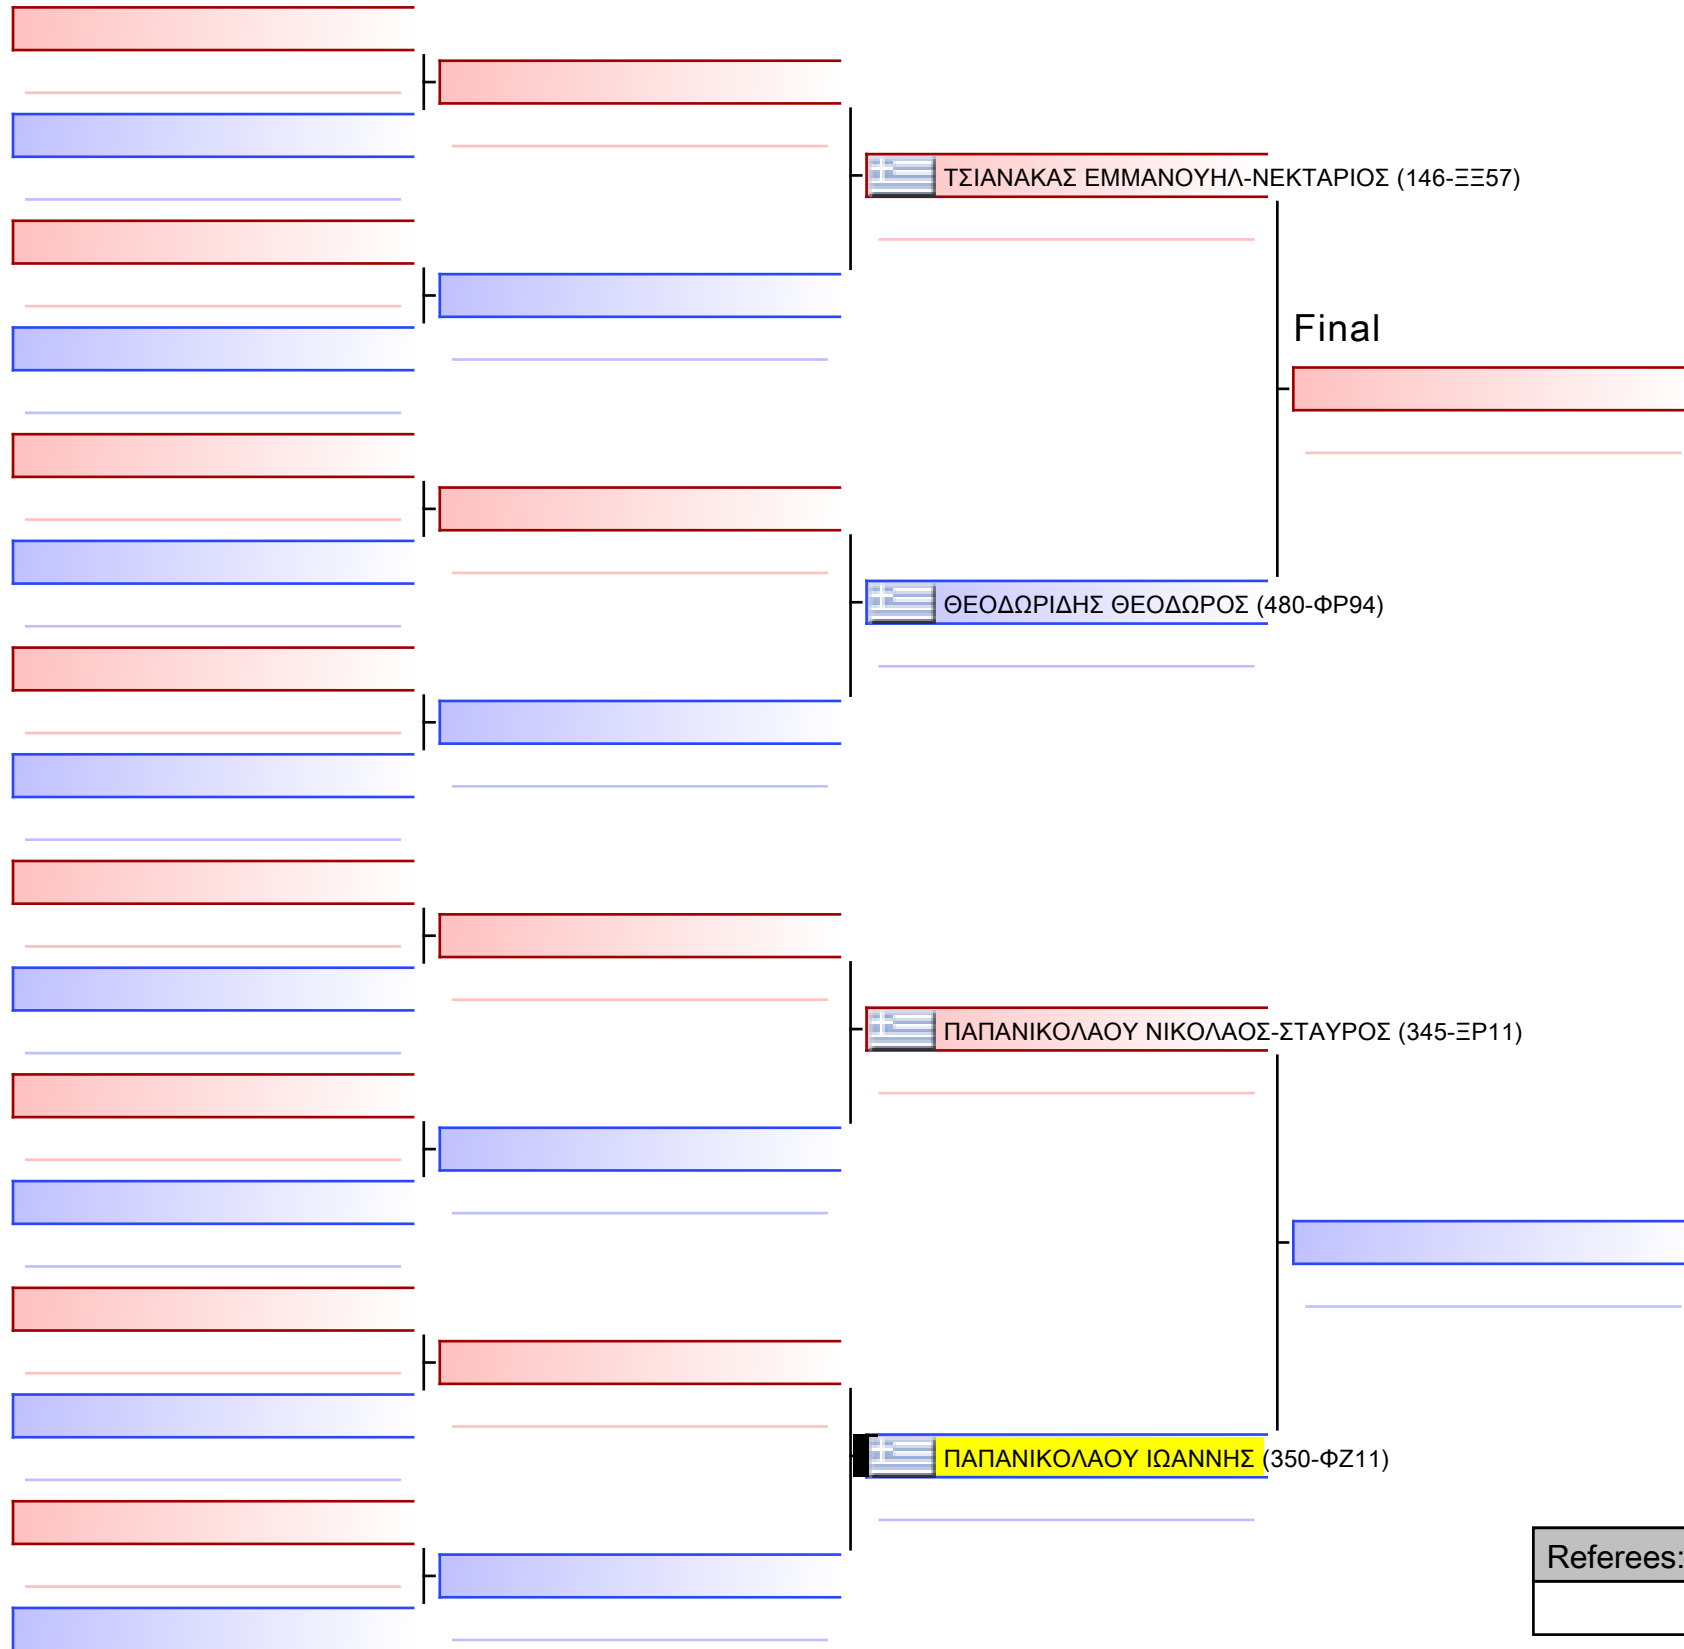 ΤΣΙΑΝΑΚΑΣ ΕΜΜΑΝΟΥΗΛ-ΝΕΚΤΑΡΙΟΣ (146-ΞΞ57)
Final
ΘΕΟΔΩΡΙΔΗΣ ΘΕΟΔΩΡΟΣ (480-ΦΡ94)
ΠΑΠΑΝΙΚΟΛΑΟΥ ΝΙΚΟΛΑΟΣ-ΣΤΑΥΡΟΣ (345-ΞΡ11)
ΠΑΠΑΝΙΚΟΛΑΟΥ ΙΩΑΝΝΗΣ (350-ΦΖ11)
Referees: